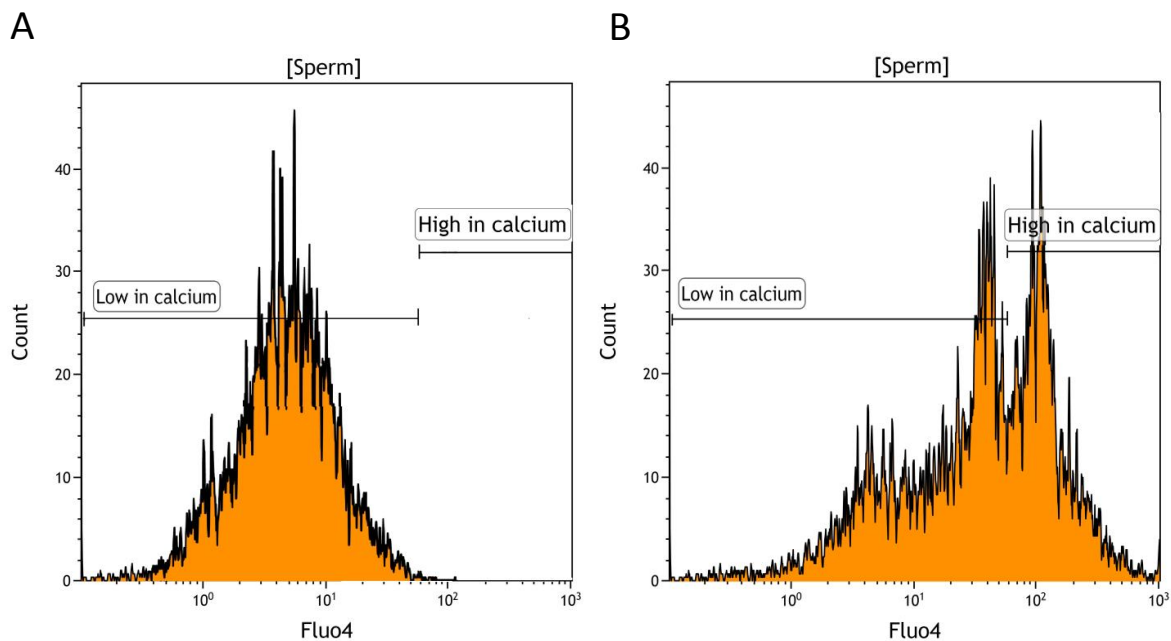 A
[Sperm]
Count
40
30
20
10
0
High in calcium
Low in calcium
10⁰
10¹
10²
10³
Fluo4
B
[Sperm]
Count
40
30
20
10
0
High in calcium
Low in calcium
10⁰
10¹
10²
10³
Fluo4